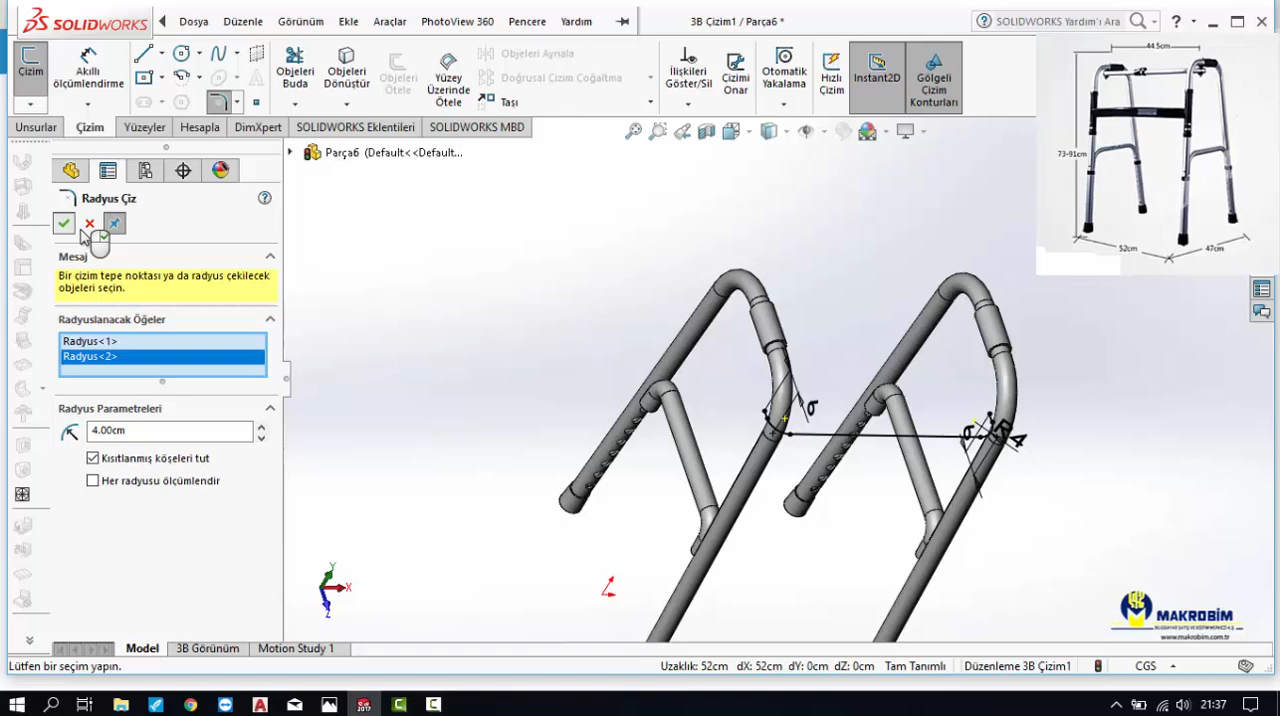 SOLIDWORKS
Dosya Düzenle Görünüm Ekle Araçlar PhotoView 360 Pencere Yardım
3B Çizim1 / Parça6 *
SOLIDWORKS Yardım'ı Ara
Çizim
Akıllı ölçümlendir
Objeleri Buda
Objeleri Dönüştür
Objeleri Ötele
Yüzey Üzerinde Ötele
Objeleri Aynala
Doğrusal Çizim Çoğaltma
Taşı
İlişkileri Göster/Sil
Çizimi Onar
Otomatik Yakalama
Hızlı Çizim
Instant2D
Gölgeli Çizim Konturları
Unsurlar Çizim Yüzeyler Hesapla DimXpert SOLIDWORKS Eklentileri SOLIDWORKS MBD
Parça6 (Default<<Default...
Radyus Çiz
Mesaj
Bir çizim tepe noktası ya da radyus çekilecek
objeleri seçin.
Radyuslanacak Öğeler
Radyus<1>
Radyus<2>
Radyus Parametreleri
4.00cm
Kısıtlanmış köşeleri tut
Her radyusu ölçümlendir
44.5cm
73-91cm
52cm
47cm
R4
Y
X
Z
MAKROBİM
www.makrobim.com.tr
Model 3B Görünüm Motion Study 1
Lütfen bir seçim yapın.
Uzaklık: 52cm dX: 52cm dY: 0cm dZ: 0cm Tam Tanımlı Düzenleme 3B Çizim1 CGS
21:37